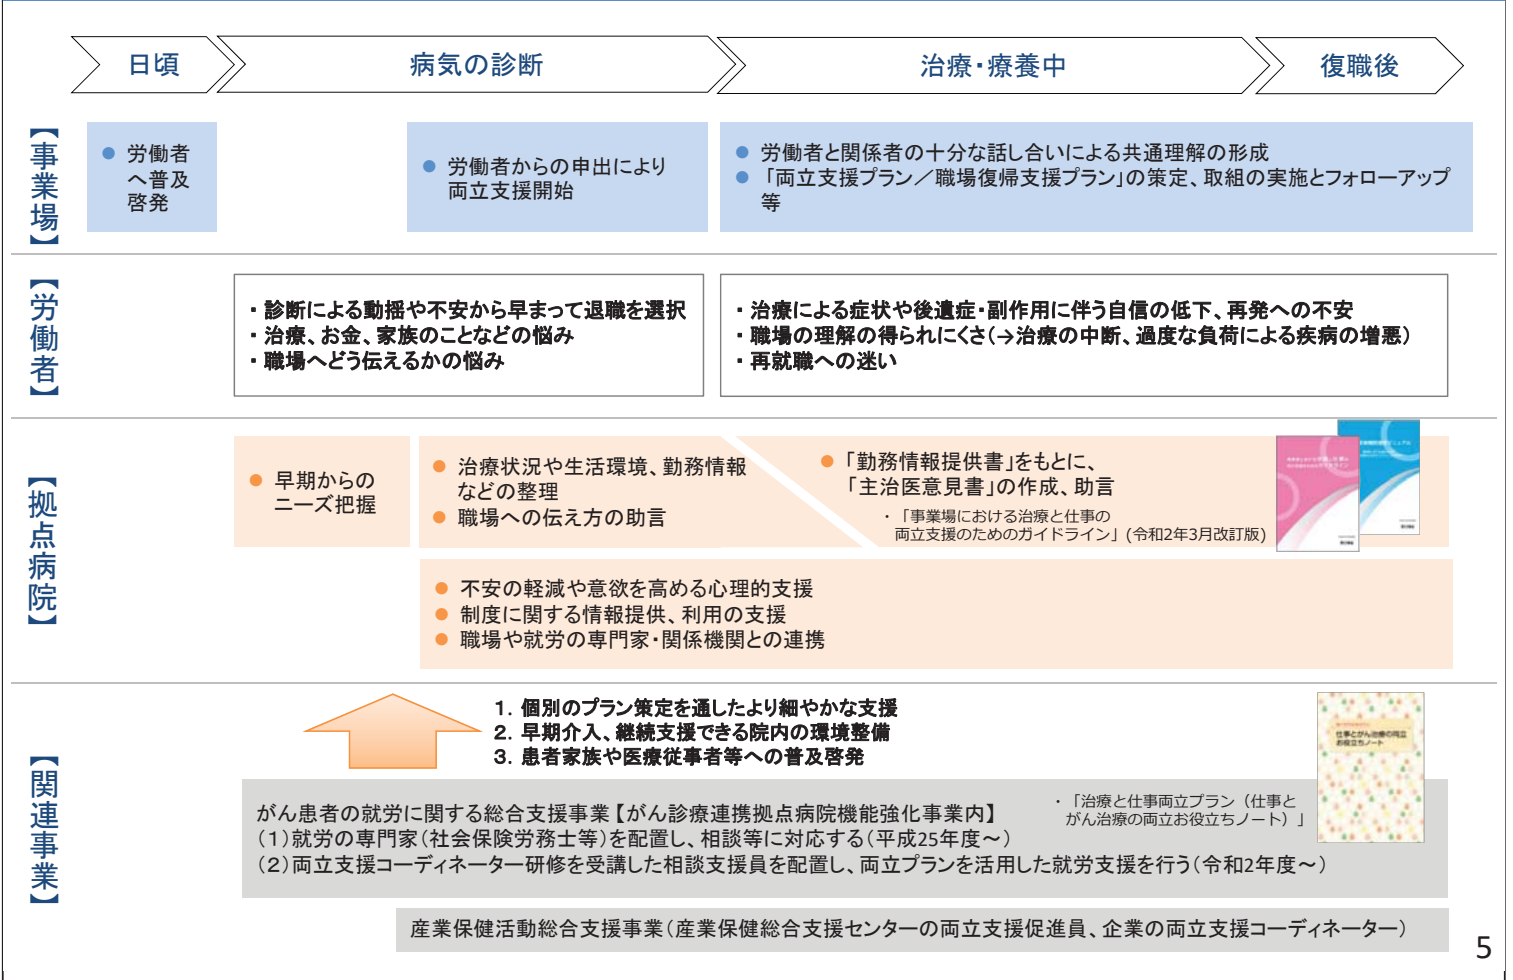 日頃
病気の診断
治療・療養中
復職後
【事業場】
● 労働者
へ普及
啓発
● 労働者からの申出により
両立支援開始
● 労働者と関係者の十分な話し合いによる共通理解の形成
● 「両立支援プラン／職場復帰支援プラン」の策定、取組の実施とフォローアップ
等
【労働者】
・診断による動揺や不安から早まって退職を選択
・治療、お金、家族のことなどの悩み
・職場へどう伝えるかの悩み
・治療による症状や後遺症・副作用に伴う自信の低下、再発への不安
・職場の理解の得られにくさ（→治療の中断、過度な負荷による疾病の増悪）
・再就職への迷い
【拠点病院】
● 早期からの
ニーズ把握
● 治療状況や生活環境、勤務情報
などの整理
● 職場への伝え方の助言
● 「勤務情報提供書」をもとに、
「主治医意見書」の作成、助言
・「事業場における治療と仕事の
両立支援のためのガイドライン」(令和2年3月改訂版)
● 不安の軽減や意欲を高める心理的支援
● 制度に関する情報提供、利用の支援
● 職場や就労の専門家・関係機関との連携
【関連事業】
1. 個別のプラン策定を通したより細やかな支援
2. 早期介入、継続支援できる院内の環境整備
3. 患者家族や医療従事者等への普及啓発
仕事とがん治療の両立
お役立ちノート
がん患者の就労に関する総合支援事業【がん診療連携拠点病院機能強化事業内】
（1）就労の専門家（社会保険労務士等）を配置し、相談等に対応する（平成25年度～）
（2）両立支援コーディネーター研修を受講した相談支援員を配置し、両立プランを活用した就労支援を行う（令和2年度～）
・「治療と仕事両立プラン（仕事と
がん治療の両立お役立ちノート）」
産業保健活動総合支援事業（産業保健総合支援センターの両立支援促進員、企業の両立支援コーディネーター）
5